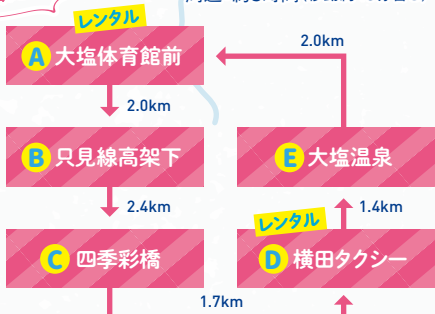 レンタル
A 大塩体育館前
2.0km
B 只見線高架下
2.4km
C 四季彩橋
1.7km
レンタル
D 横田タクシー
1.4km
E 大塩温泉
2.0km